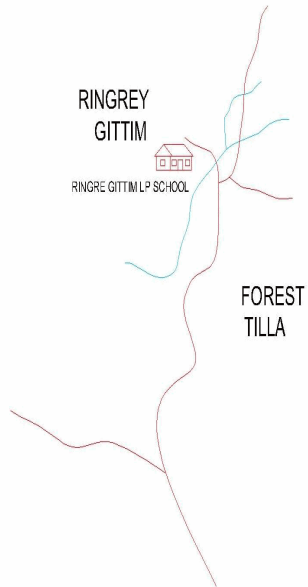 RINGREY
GITTIM
RINGRE GITTIM LP SCHOOL
FOREST
TILLA